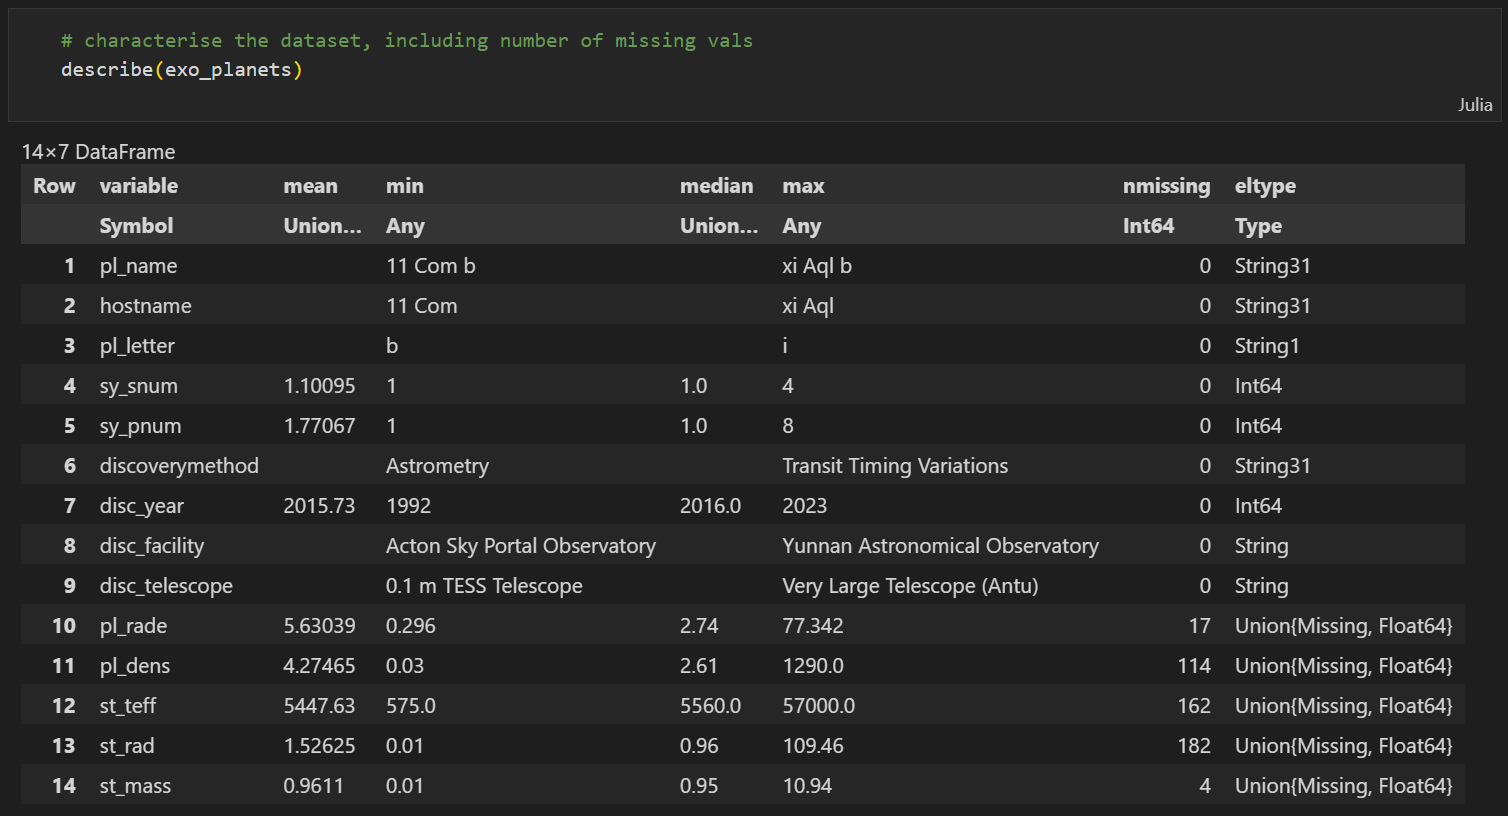 # characterise the dataset, including number of missing vals
describe(exo_planets)
Julia
14×7 DataFrame
Row variable mean min median max nmissing eltype
Symbol Union… Any Union… Any Int64 Type
1 pl_name 11 Com b xi Aql b 0 String31
2 hostname 11 Com xi Aql 0 String31
3 pl_letter b i 0 String1
4 sy_snum 1.10095 1 1.0 4 0 Int64
5 sy_pnum 1.77067 1 1.0 8 0 Int64
6 discoverymethod Astrometry Transit Timing Variations 0 String31
7 disc_year 2015.73 1992 2016.0 2023 0 Int64
8 disc_facility Acton Sky Portal Observatory Yunnan Astronomical Observatory 0 String
9 disc_telescope 0.1 m TESS Telescope Very Large Telescope (Antu) 0 String
10 pl_rade 5.63039 0.296 2.74 77.342 17 Union{Missing, Float64}
11 pl_dens 4.27465 0.03 2.61 1290.0 114 Union{Missing, Float64}
12 st_teff 5447.63 575.0 5560.0 57000.0 162 Union{Missing, Float64}
13 st_rad 1.52625 0.01 0.96 109.46 182 Union{Missing, Float64}
14 st_mass 0.9611 0.01 0.95 10.94 4 Union{Missing, Float64}